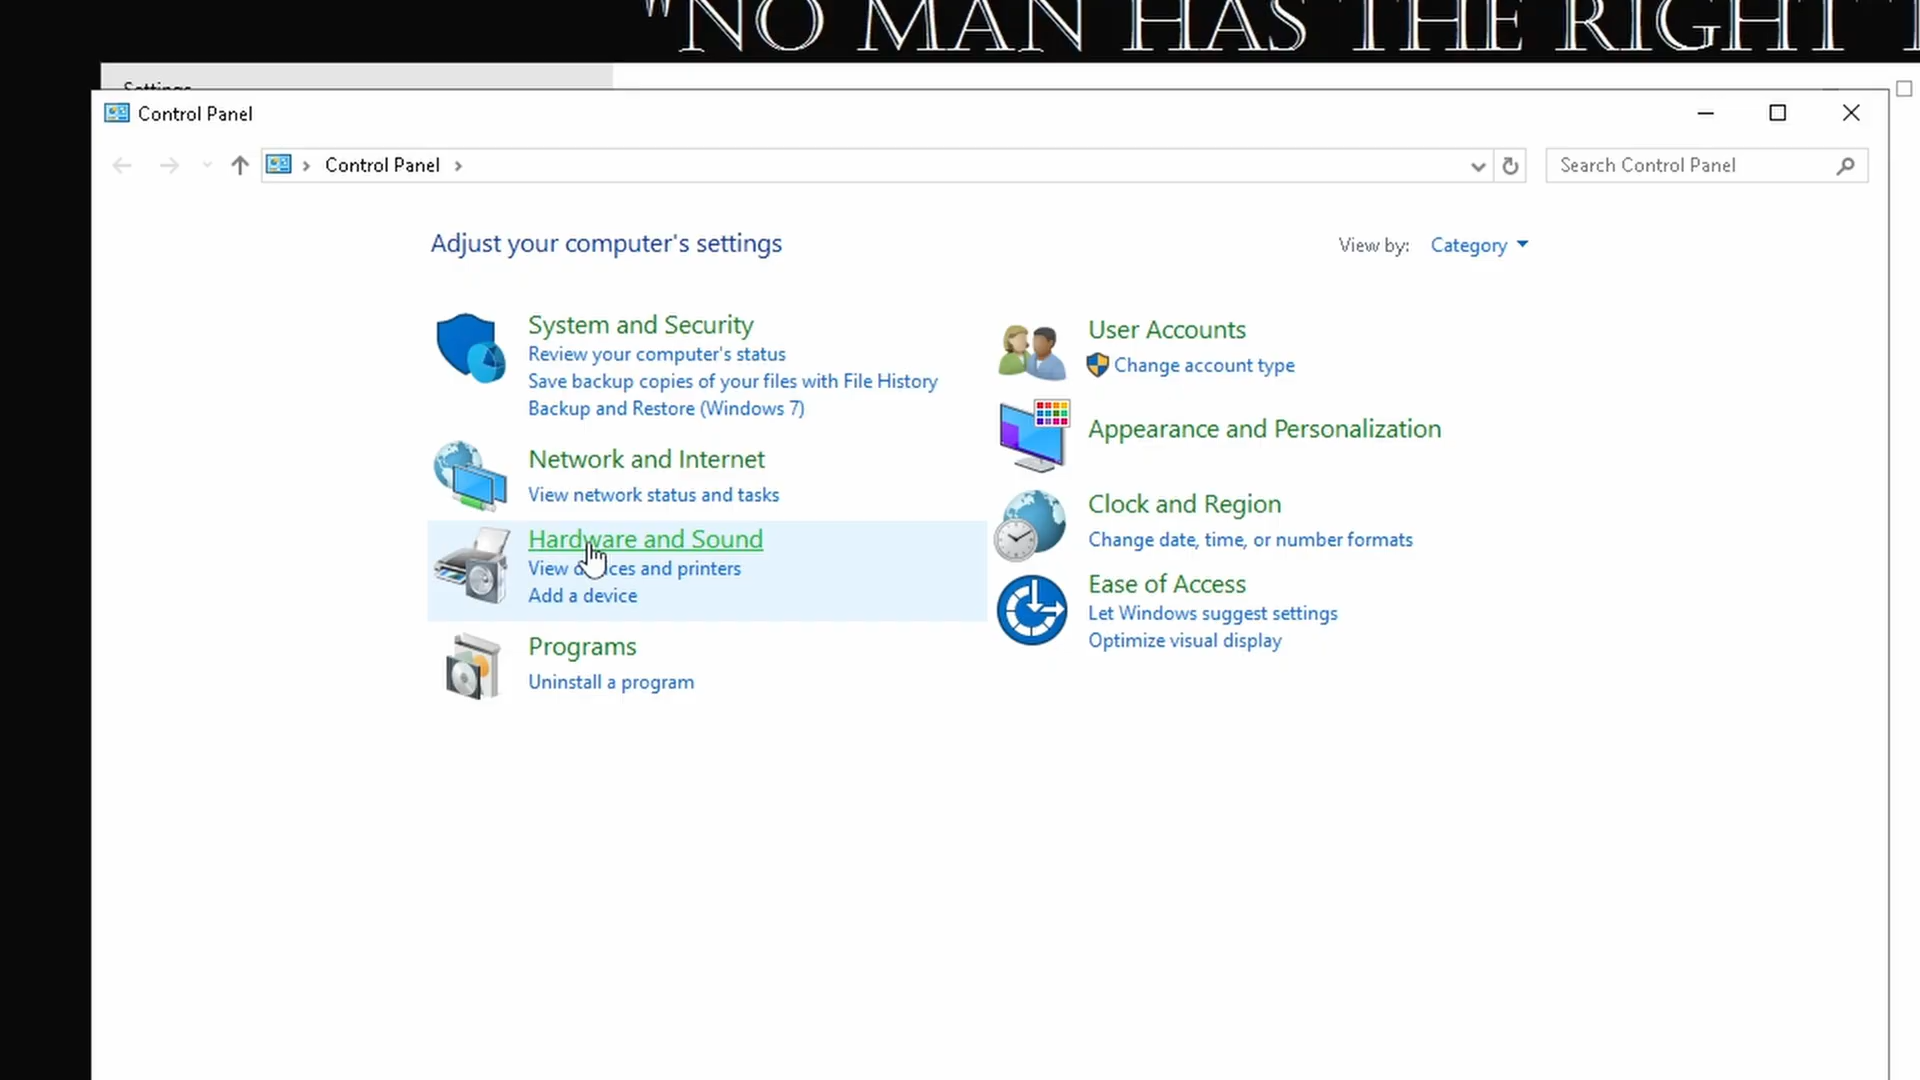 "NO MAN HAS THE RIGHT
Settings
Control Panel
Control Panel
Search Control Panel
Adjust your computer's settings
View by: Category
System and Security
Review your computer's status
Save backup copies of your files with File History
Backup and Restore (Windows 7)
Network and Internet
View network status and tasks
Hardware and Sound
View devices and printers
Add a device
Programs
Uninstall a program
User Accounts
Change account type
Appearance and Personalization
Clock and Region
Change date, time, or number formats
Ease of Access
Let Windows suggest settings
Optimize visual display